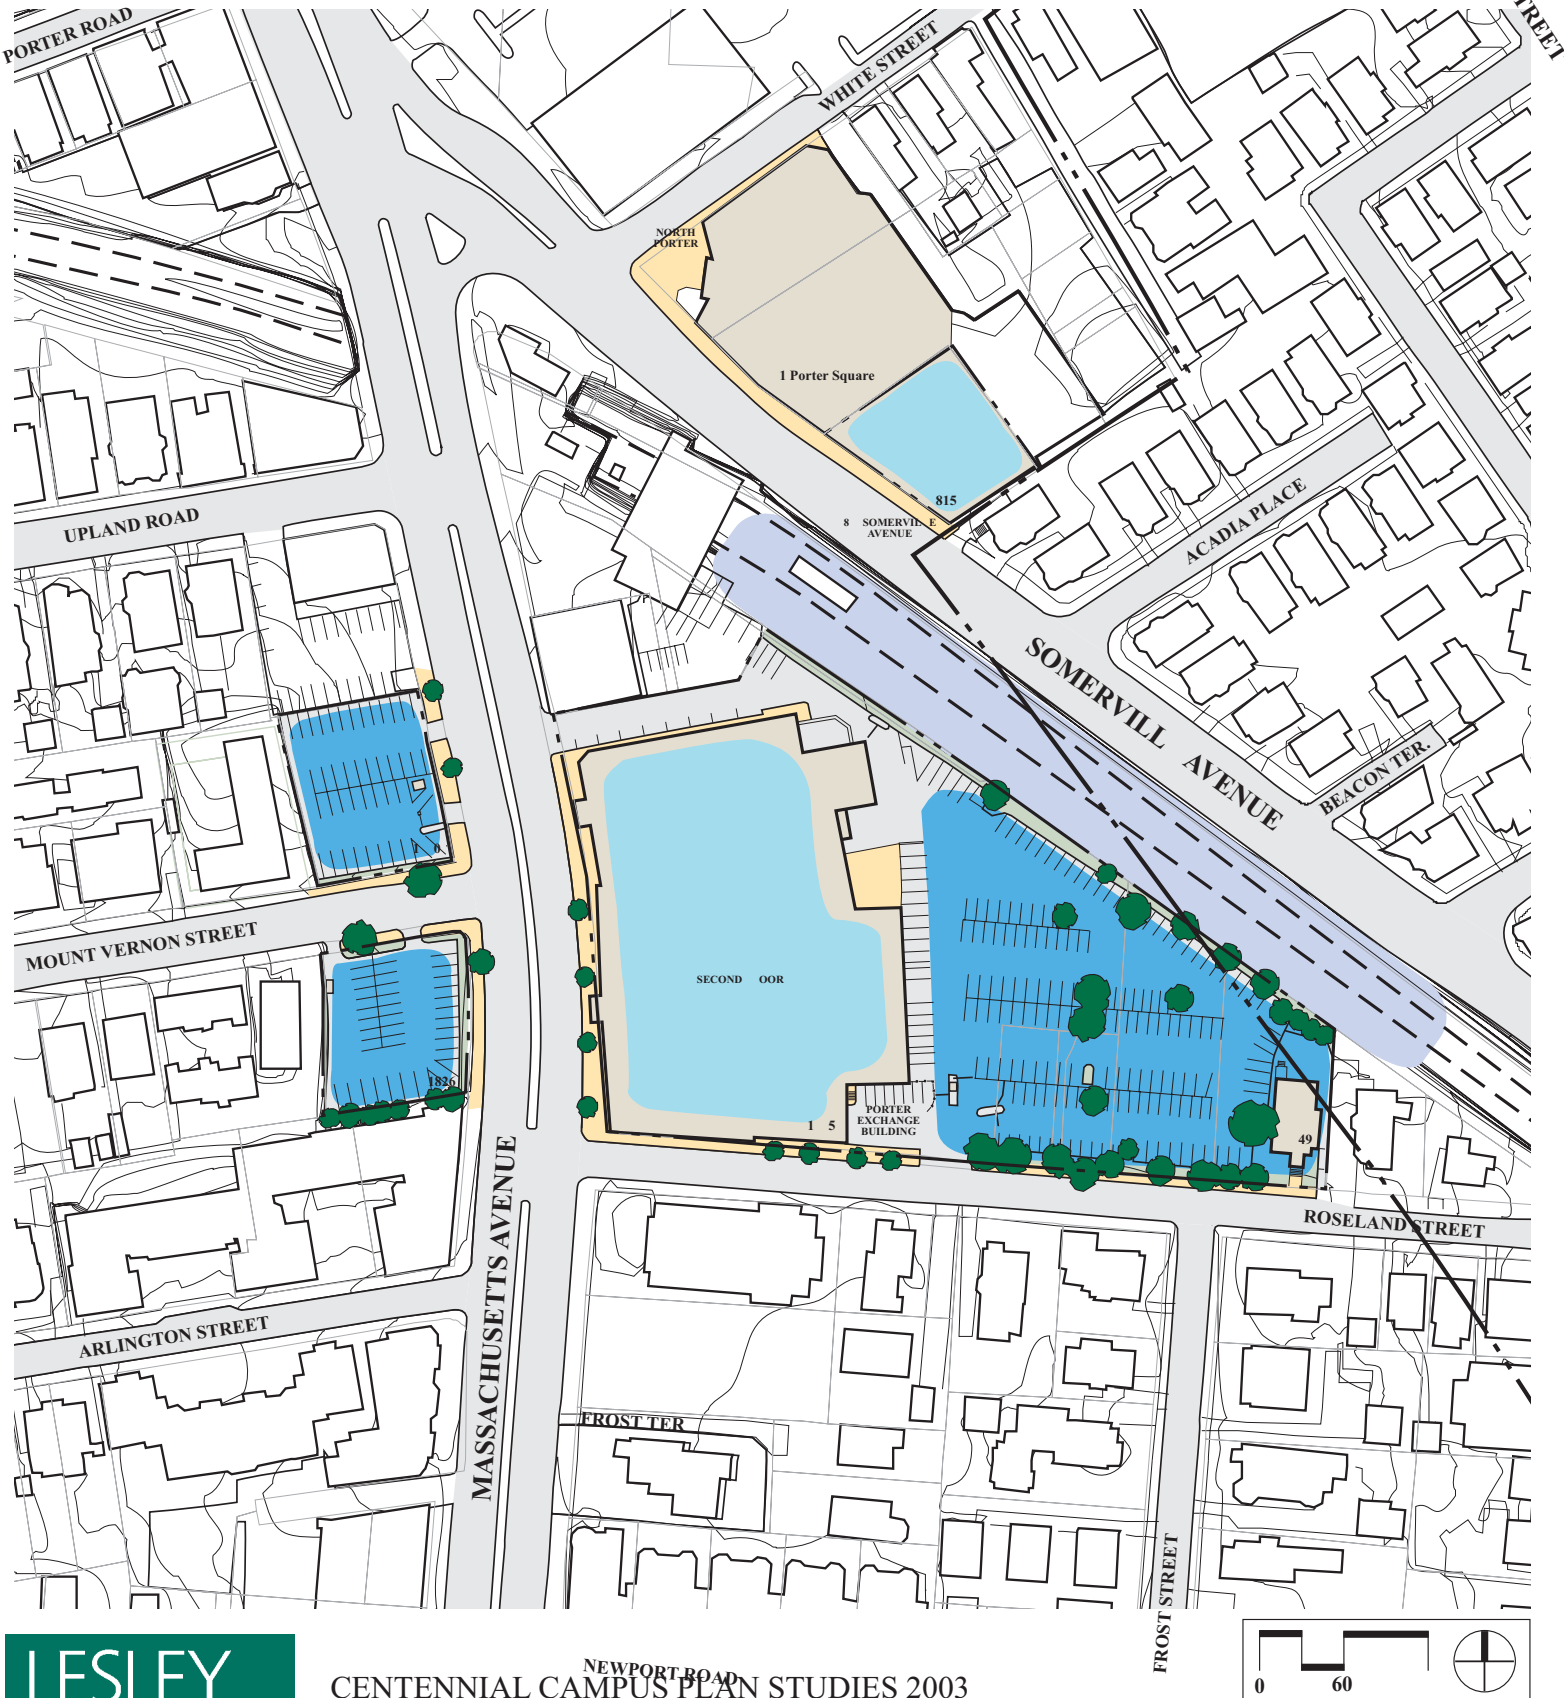 PORTER ROAD
WHITE STREET
NORTH
PORTER
1 Porter Square
815
8 SOMERVIL E
AVENUE
UPLAND ROAD
ACADIA PLACE
SOMERVILL AVENUE
BEACON TER.
1 0
MOUNT VERNON STREET
SECOND OOR
1826
1 5
PORTER
EXCHANGE
BUILDING
49
MASSACHUSETTS AVENUE
ROSELAND STREET
ARLINGTON STREET
FROST TER
FROST STREET
NEWPORT ROAD
LESLEY
CENTENNIAL CAMPUS PLAN STUDIES 2003
0 60